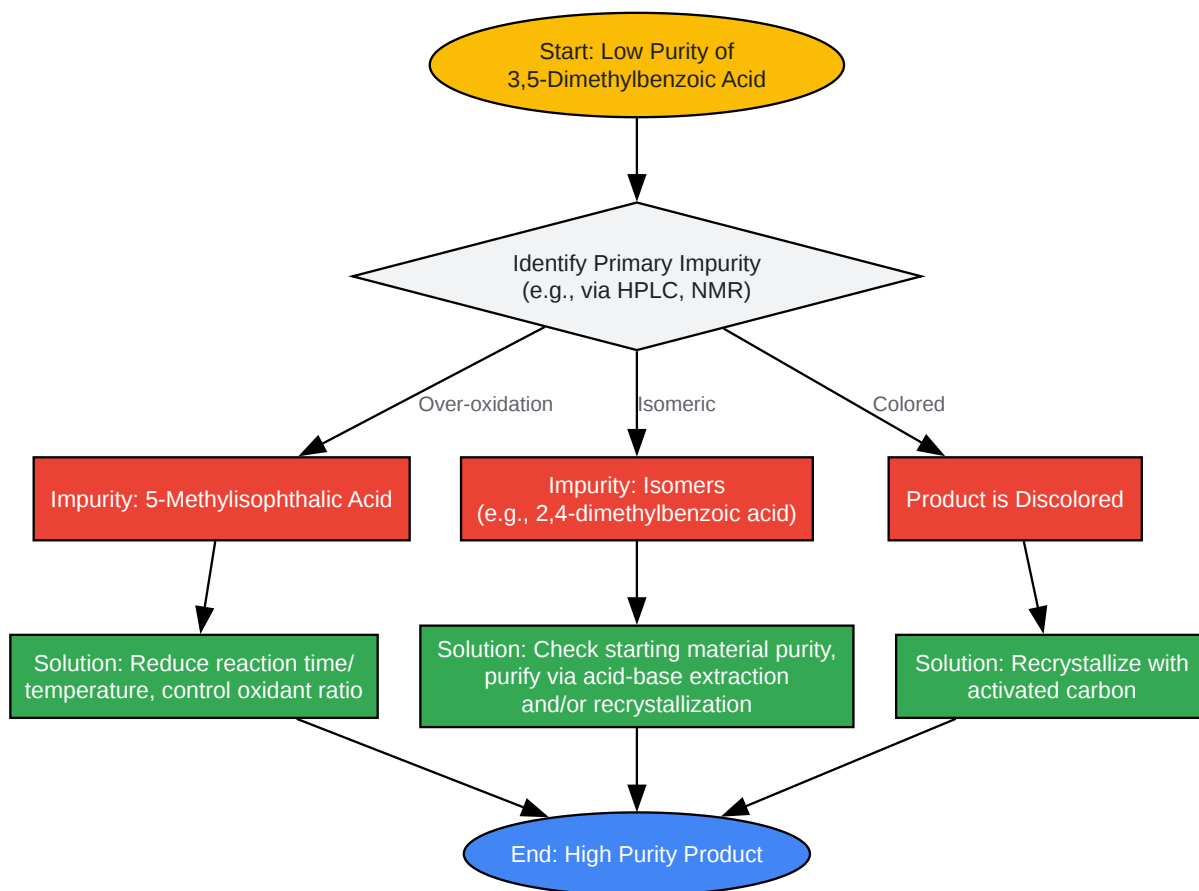 Start: Low Purity of
3,5-Dimethylbenzoic Acid
Identify Primary Impurity
(e.g., via HPLC, NMR)
Over-oxidation
Isomeric
Colored
Impurity: 5-Methylisophthalic Acid
Impurity: Isomers
(e.g., 2,4-dimethylbenzoic acid)
Product is Discolored
Solution: Reduce reaction time/
temperature, control oxidant ratio
Solution: Check starting material purity,
purify via acid-base extraction
and/or recrystallization
Solution: Recrystallize with
activated carbon
End: High Purity Product